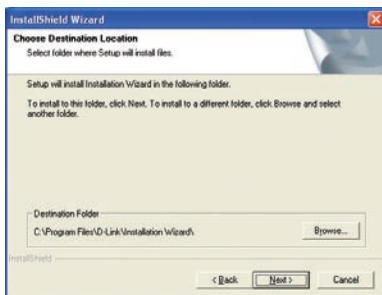 InstallShield Wizard
Choose Destination Location
Select folder where Setup will install files.
Setup will install Installation Wizard in the following folder.
To install to this folder, click Next. To install to a different folder, click Browse and select
another folder.
Destination Folder
C:\Program Files\D-Link\Installation Wizard\
Browse...
InstallShield
< Back
Next >
Cancel